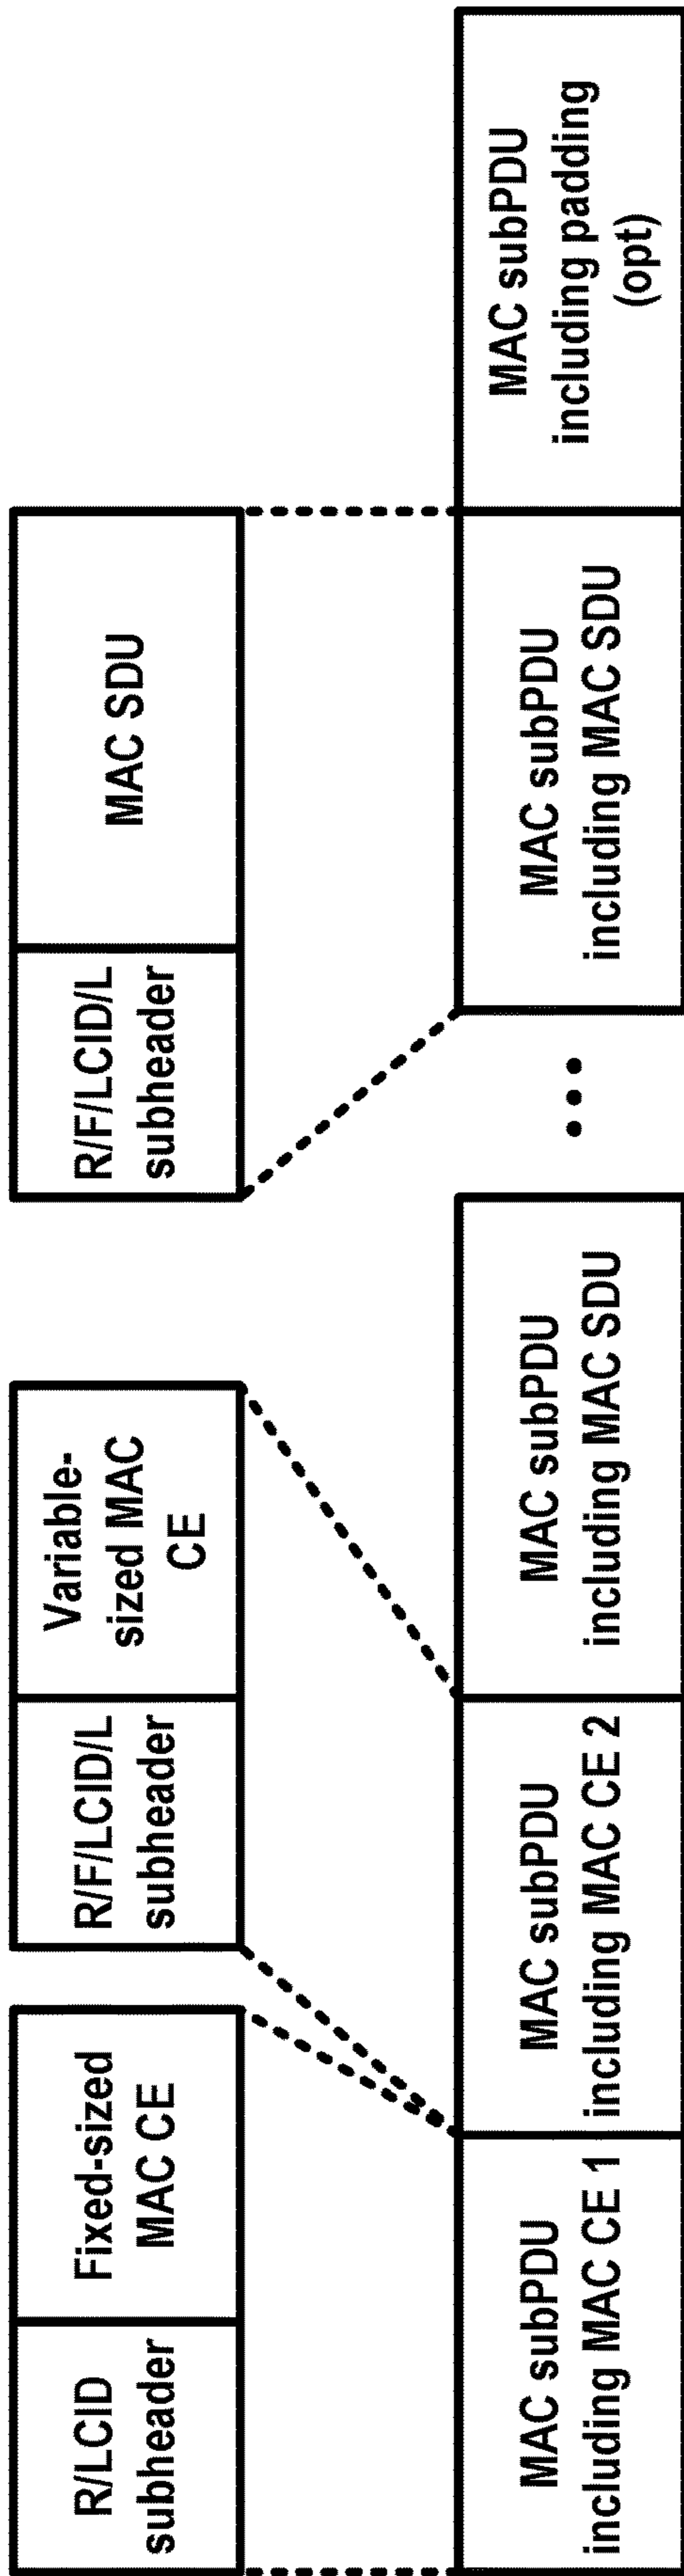 R/LCID
subheader
Fixed-sized
MAC CE
R/F/LCID/L
subheader
Variable-
sized MAC
CE
R/F/LCID/L
subheader
MAC SDU
MAC subPDU
including MAC CE 1
MAC subPDU
including MAC CE 2
MAC subPDU
including MAC SDU
•••
MAC subPDU
including MAC SDU
MAC subPDU
including padding
(opt)